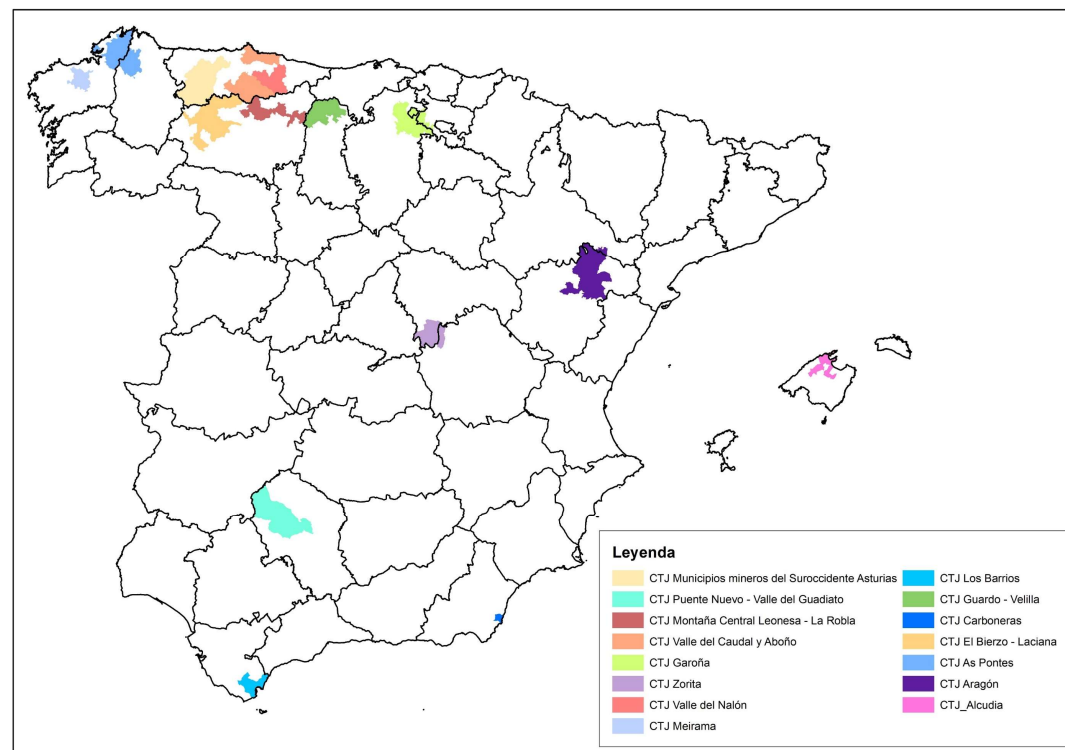 Leyenda
CTJ Municipios mineros del Suroccidente Asturias
CTJ Puente Nuevo - Valle del Guadiato
CTJ Montaña Central Leonesa - La Robla
CTJ Valle del Caudal y Aboño
CTJ Garoña
CTJ Zorita
CTJ Valle del Nalón
CTJ Meirama
CTJ Los Barrios
CTJ Guardo - Velilla
CTJ Carboneras
CTJ El Bierzo - Laciana
CTJ As Pontes
CTJ Aragón
CTJ_Alcudia